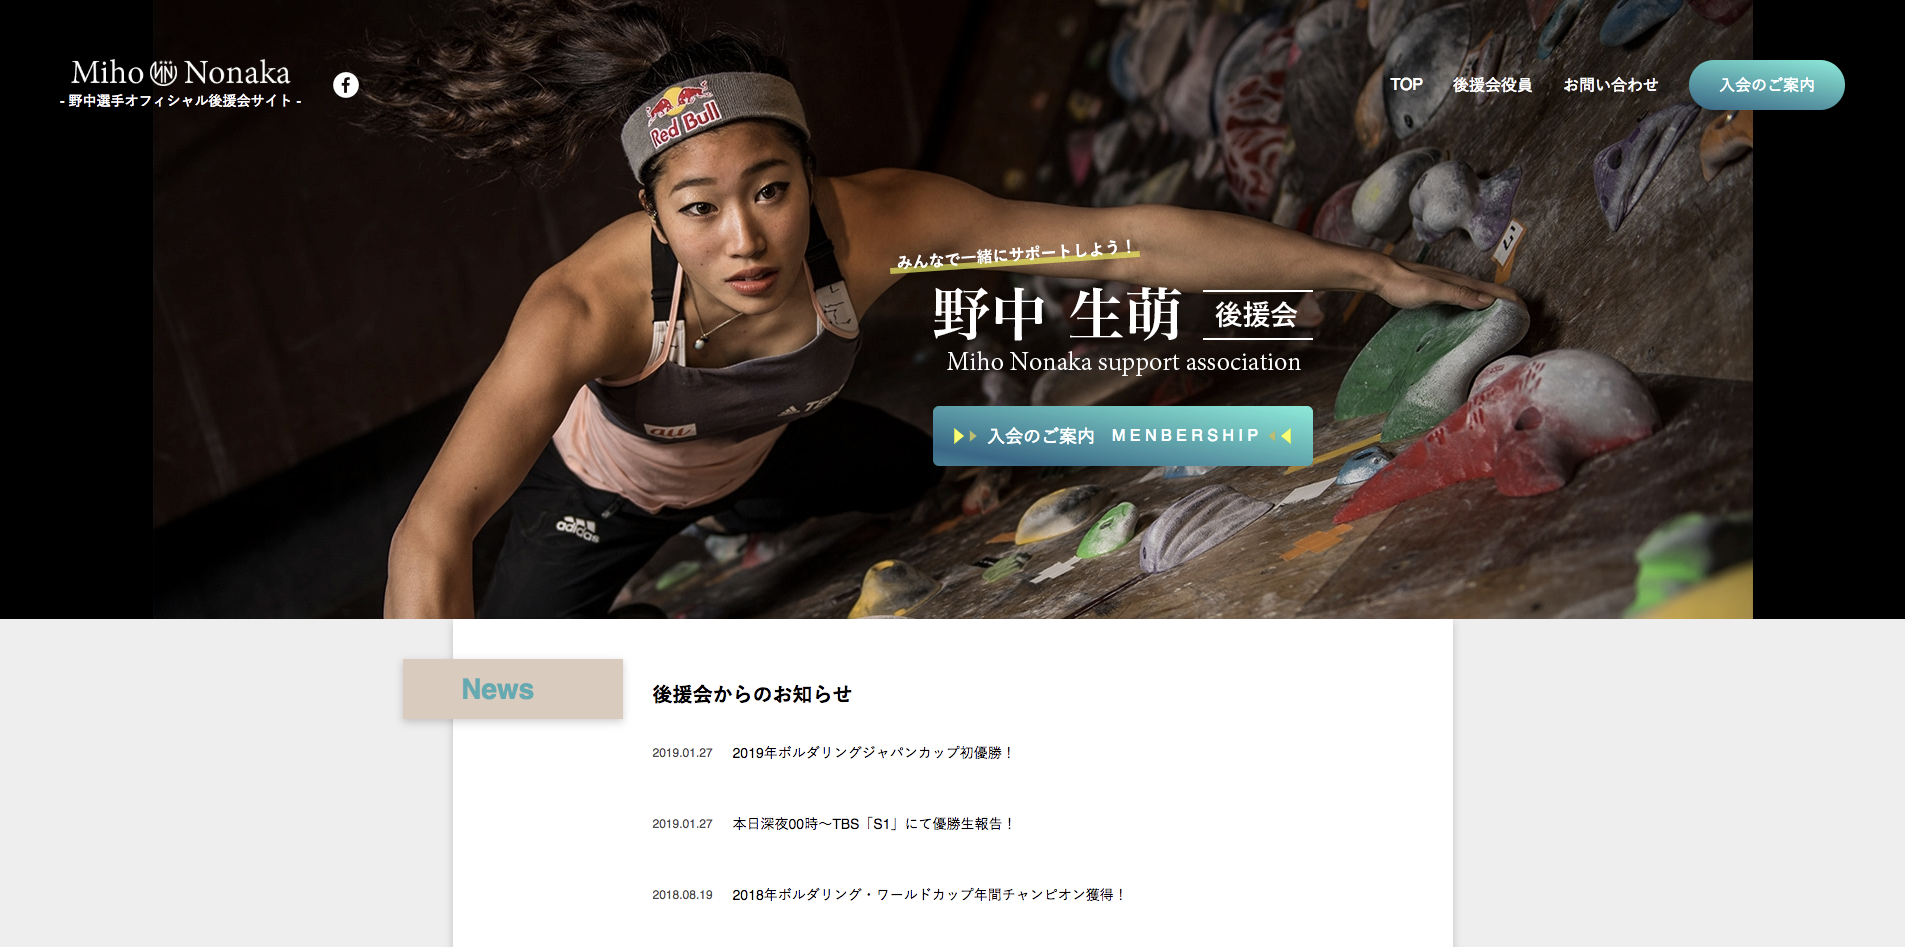 Miho Nonaka
- 野中選手オフィシャル後援会サイト -
TOP
後援会役員
お問い合わせ
入会のご案内
Red Bull
みんなで一緒にサポートしよう！
野中 生萌 後援会
Miho Nonaka support association
入会のご案内 MENBERSHIP
au
adidas
News
後援会からのお知らせ
2019.01.27 2019年ボルダリングジャパンカップ初優勝！
2019.01.27 本日深夜00時～TBS「S1」にて優勝生報告！
2018.08.19 2018年ボルダリング・ワールドカップ年間チャンピオン獲得！